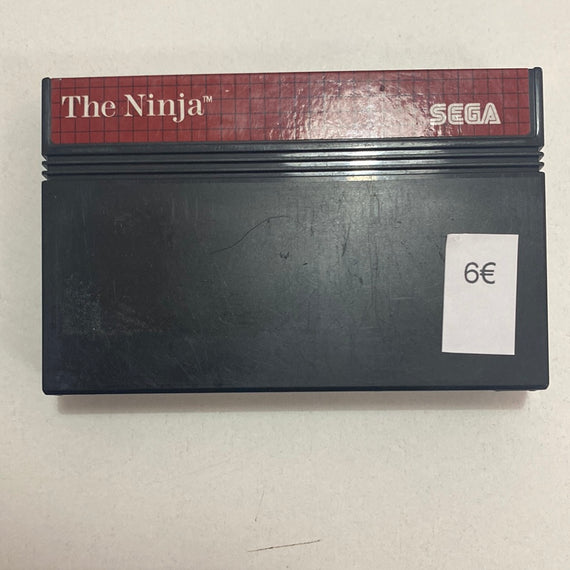 The Ninja™
SEGA
6€